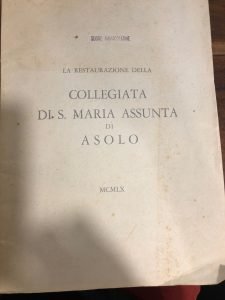 LA RESTAURAZIONE DELLA
COLLEGIATA
DI S. MARIA ASSUNTA
DI
ASOLO
MCMLX